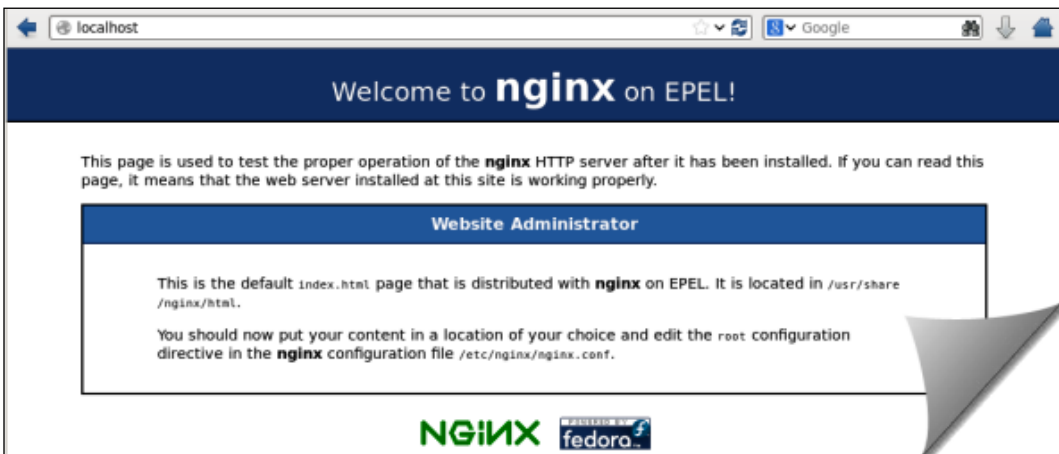 localhost
Google
Welcome to nginx on EPEL!
This page is used to test the proper operation of the nginx HTTP server after it has been installed. If you can read this
page, it means that the web server installed at this site is working properly.
Website Administrator
This is the default index.html page that is distributed with nginx on EPEL. It is located in /usr/share
/nginx/html.
You should now put your content in a location of your choice and edit the root configuration
directive in the nginx configuration file /etc/nginx/nginx.conf.
NGiNX
POWERED BY
fedora